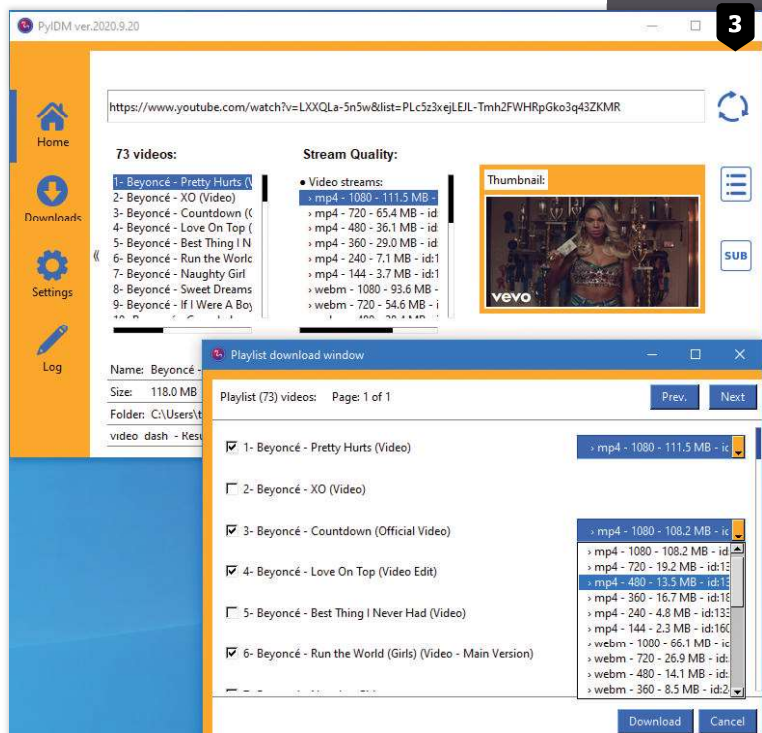 PyIDM ver.2020.9.20
3
https://www.youtube.com/watch?v=LXXQLa-5n5w&list=PLc5z3xejLEJL-Tmh2FWHRpGko3q43ZKMR
Home
Downloads
Settings
Log
73 videos:
1- Beyoncé - Pretty Hurts (V
2- Beyoncé - XO (Video)
3- Beyoncé - Countdown (O
4- Beyoncé - Love On Top (
5- Beyoncé - Best Thing I N
6- Beyoncé - Run the World
7- Beyoncé - Naughty Girl
8- Beyoncé - Sweet Dreams
9- Beyoncé - If I Were A Boy
Stream Quality:
• Video streams:
› mp4 - 1080 - 111.5 MB -
› mp4 - 720 - 65.4 MB - id:
› mp4 - 480 - 36.1 MB - id:
› mp4 - 360 - 29.0 MB - id:
› mp4 - 240 - 7.1 MB - id:1
› mp4 - 144 - 3.7 MB - id:1
› webm - 1080 - 93.6 MB -
› webm - 720 - 54.6 MB - i
Thumbnail:
vevo
SUB
Name: Beyoncé -
Size: 118.0 MB
Folder: C:\Users\t
video dash -
Playlist download window
Playlist (73) videos: Page: 1 of 1
Prev. Next
1- Beyoncé - Pretty Hurts (Video)
› mp4 - 1080 - 111.5 MB - ic
2- Beyoncé - XO (Video)
3- Beyoncé - Countdown (Official Video)
› mp4 - 1080 - 108.2 MB - ic
4- Beyoncé - Love On Top (Video Edit)
5- Beyoncé - Best Thing I Never Had (Video)
6- Beyoncé - Run the World (Girls) (Video - Main Version)
› mp4 - 1080 - 108.2 MB - id
› mp4 - 720 - 19.2 MB - id:13
› mp4 - 480 - 13.5 MB - id:13
› mp4 - 360 - 16.7 MB - id:18
› mp4 - 240 - 4.8 MB - id:133
› mp4 - 144 - 2.3 MB - id:160
› webm - 1080 - 66.1 MB - ic
› webm - 720 - 26.9 MB - id:
› webm - 480 - 14.1 MB - id:
› webm - 360 - 8.5 MB - id:2
Download Cancel